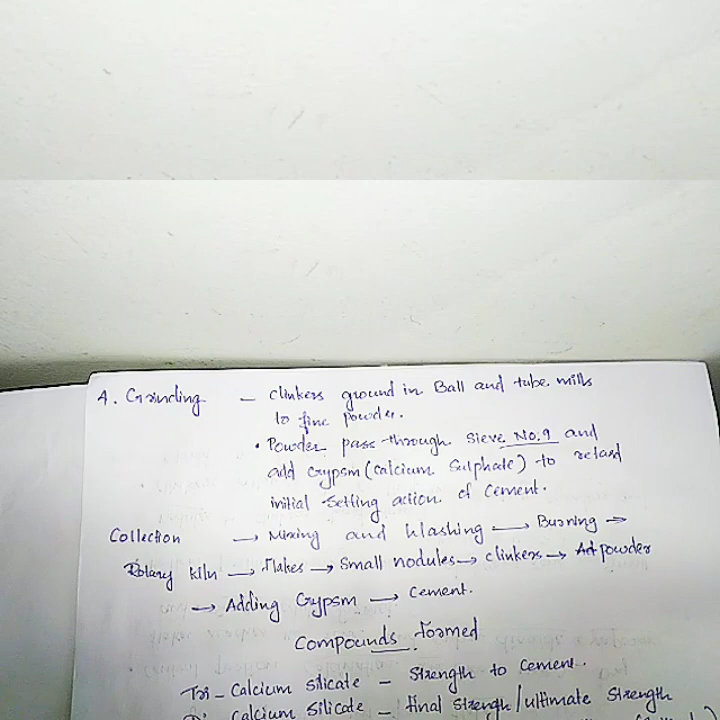 4. Grinding - clinkers ground in Ball and tube mills
to fine powder.
• Powder pass through Sieve No.9 and
add Gypsm (calcium Sulphate) to retard
initial setting action of Cement.
Collection → Mixing and Washing → Burning →
Rotary kiln → Flakes → Small nodules → clinkers → powder
→ Adding Gypsm → Cement.
Compounds formed
Tri - Calcium silicate - Strength to cement.
Di Calcium Silicate - final strength / ultimate strength